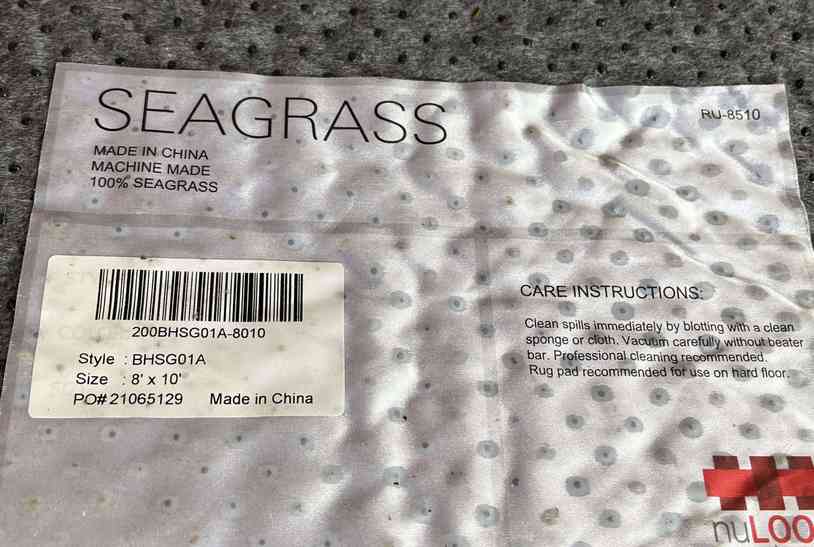 SEAGRASS
RU-8510
MADE IN CHINA
MACHINE MADE
100% SEAGRASS
200BHSG01A-8010
Style : BHSG01A
Size : 8' x 10'
PO# 21065129 Made in China
CARE INSTRUCTIONS:
Clean spills immediately by blotting with a clean
sponge or cloth. Vacuum carefully without beater
bar. Professional cleaning recommended.
Rug pad recommended for use on hard floor.
nuLOO